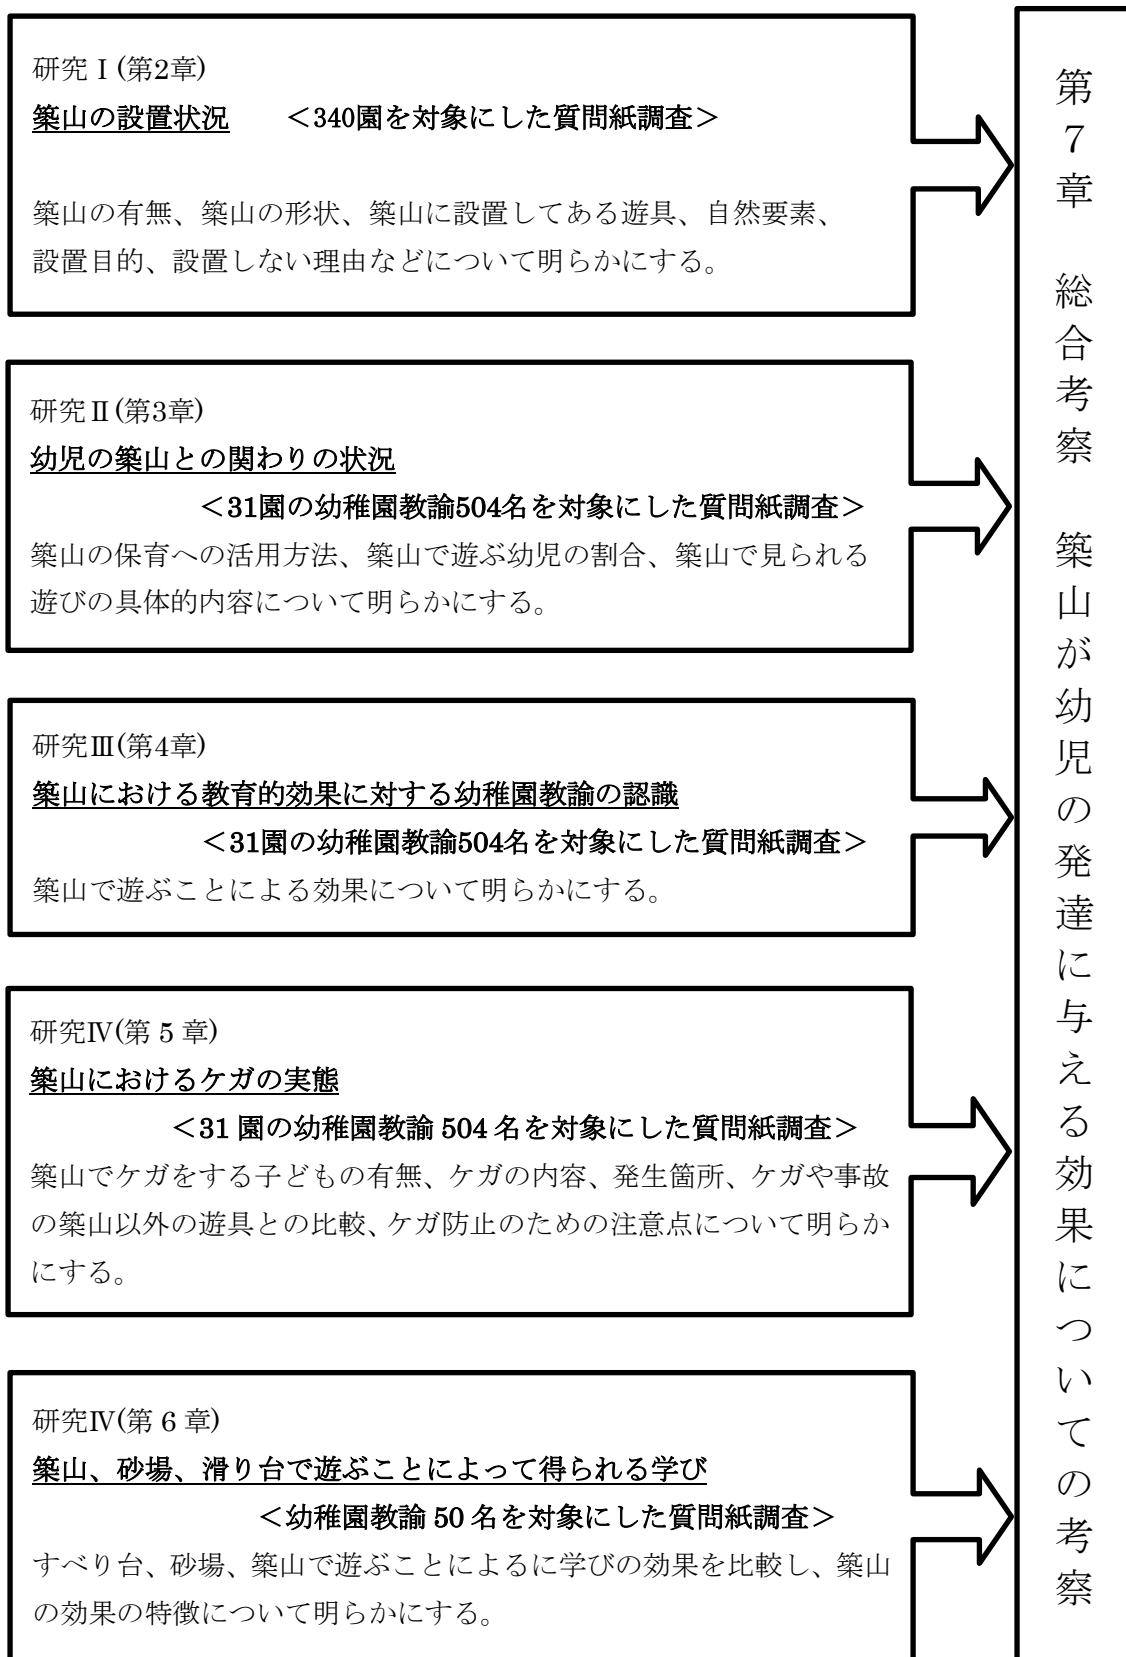 研究Ⅰ(第2章)
築山の設置状況　　＜340園を対象にした質問紙調査＞
築山の有無、築山の形状、築山に設置してある遊具、自然要素、
設置目的、設置しない理由などについて明らかにする。
研究Ⅱ(第3章)
幼児の築山との関わりの状況
＜31園の幼稚園教諭504名を対象にした質問紙調査＞
築山の保育への活用方法、築山で遊ぶ幼児の割合、築山で見られる
遊びの具体的内容について明らかにする。
研究Ⅲ(第4章)
築山における教育的効果に対する幼稚園教諭の認識
＜31園の幼稚園教諭504名を対象にした質問紙調査＞
築山で遊ぶことによる効果について明らかにする。
研究Ⅳ(第 5 章)
築山におけるケガの実態
＜31 園の幼稚園教諭 504 名を対象にした質問紙調査＞
築山でケガをする子どもの有無、ケガの内容、発生箇所、ケガや事故
の築山以外の遊具との比較、ケガ防止のための注意点について明らか
にする。
研究Ⅳ(第 6 章)
築山、砂場、滑り台で遊ぶことによって得られる学び
＜幼稚園教諭 50 名を対象にした質問紙調査＞
すべり台、砂場、築山で遊ぶことによるに学びの効果を比較し、築山
の効果の特徴について明らかにする。
第７章　総合考察　築山が幼児の発達に与える効果についての考察